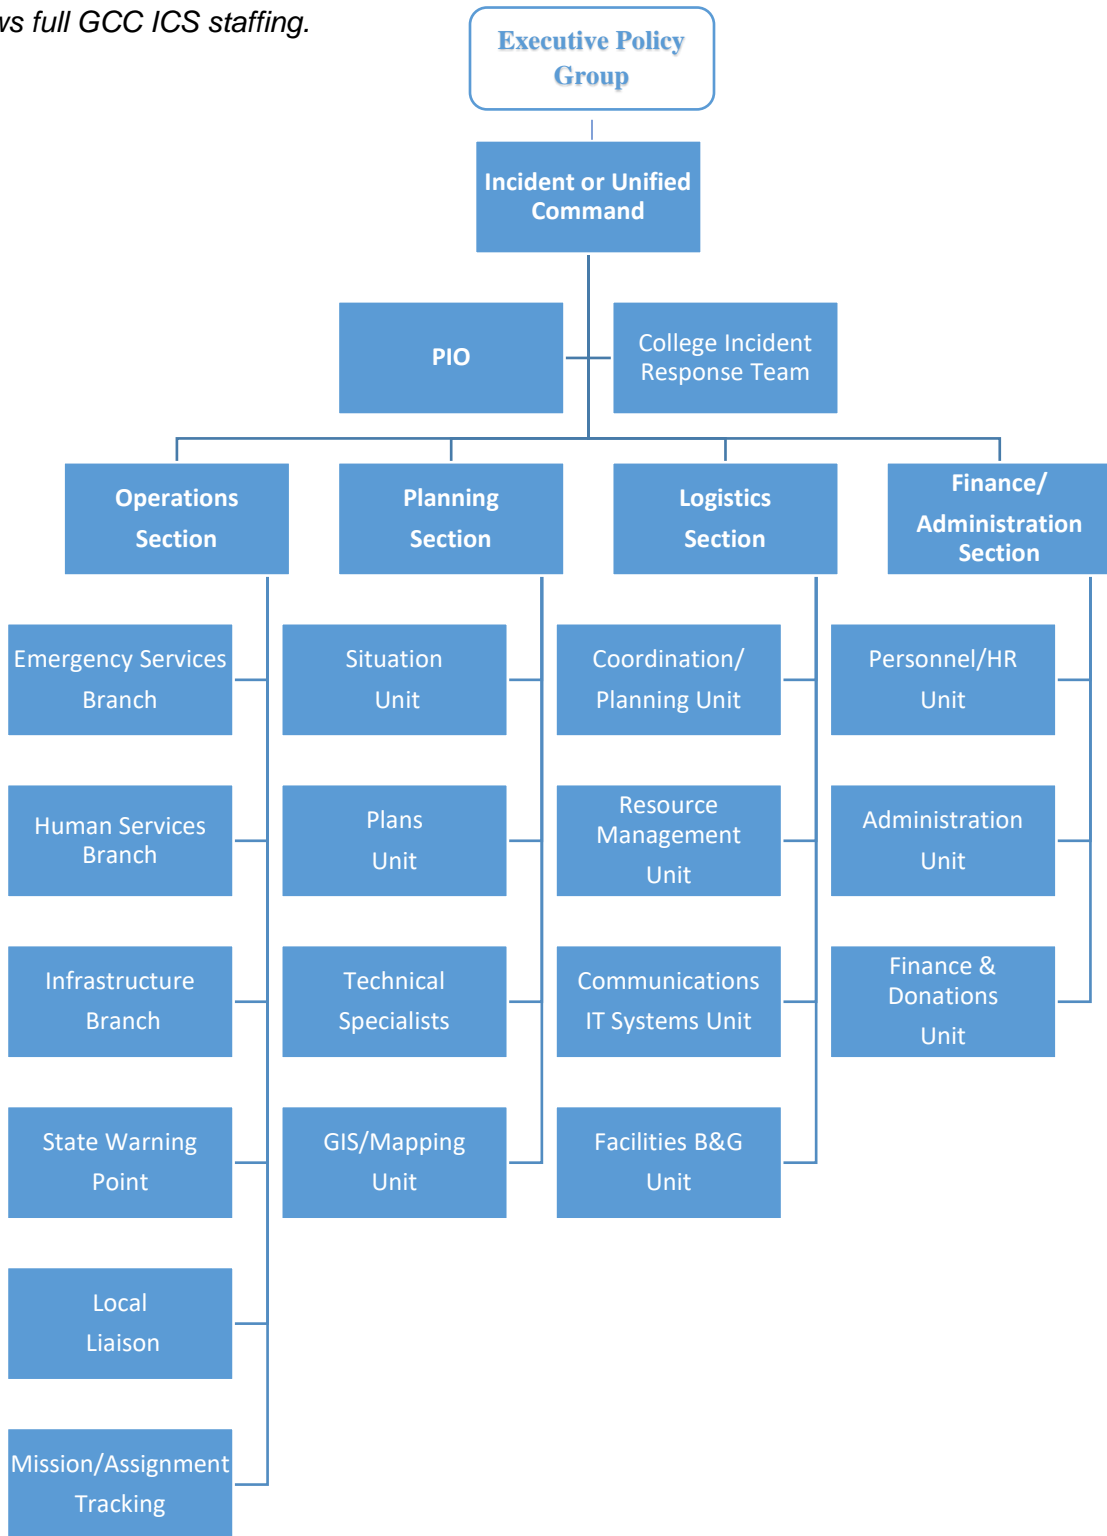 ws full GCC ICS staffing.
Executive Policy
Group
Incident or Unified
Command
PIO
College Incident
Response Team
Operations
Section
Planning
Section
Logistics
Section
Finance/
Administration
Section
Emergency Services
Branch
Situation
Unit
Coordination/
Planning Unit
Personnel/HR
Unit
Human Services
Branch
Plans
Unit
Resource
Management
Unit
Administration
Unit
Infrastructure
Branch
Technical
Specialists
Communications
IT Systems Unit
Finance &
Donations
Unit
State Warning
Point
GIS/Mapping
Unit
Facilities B&G
Unit
Local
Liaison
Mission/Assignment
Tracking